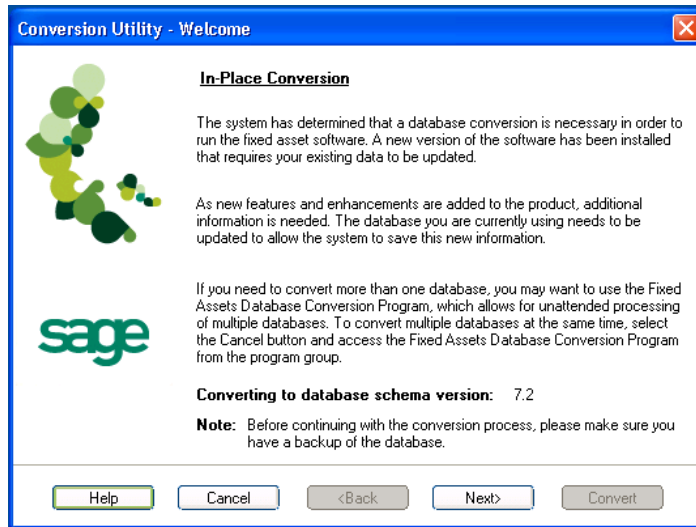 Conversion Utility - Welcome
In-Place Conversion
The system has determined that a database conversion is necessary in order to
run the fixed asset software. A new version of the software has been installed
that requires your existing data to be updated.
As new features and enhancements are added to the product, additional
information is needed. The database you are currently using needs to be
updated to allow the system to save this new information.
If you need to convert more than one database, you may want to use the Fixed
Assets Database Conversion Program, which allows for unattended processing
of multiple databases. To convert multiple databases at the same time, select
the Cancel button and access the Fixed Assets Database Conversion Program
from the program group.
sage
Converting to database schema version: 7.2
Note: Before continuing with the conversion process, please make sure you
have a backup of the database.
Help Cancel <Back Next> Convert